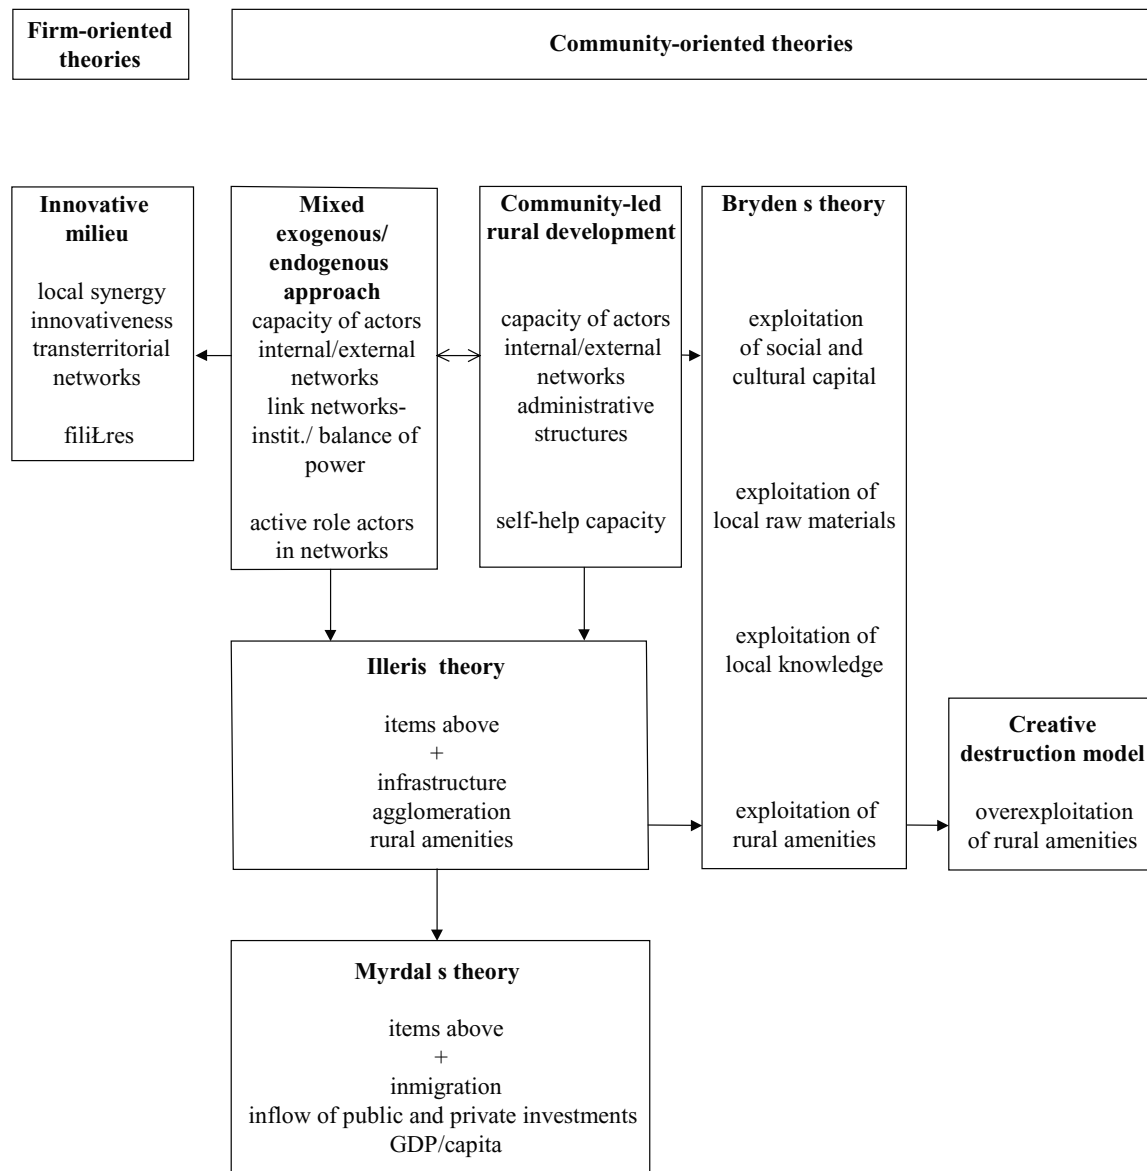 Firm-oriented
theories
Community-oriented theories
Innovative
milieu
local synergy
innovativeness
transterritorial
networks
filiŁres
Mixed
exogenous/
endogenous
approach
capacity of actors
internal/external
networks
link networks-
instit./ balance of
power
active role actors
in networks
Community-led
rural development
capacity of actors
internal/external
networks
administrative
structures
self-help capacity
Bryden s theory
exploitation
of social and
cultural capital
exploitation of
local raw materials
exploitation of
local knowledge
exploitation of
rural amenities
Illeris theory
items above
+
infrastructure
agglomeration
rural amenities
Creative
destruction model
overexploitation
of rural amenities
Myrdal s theory
items above
+
inmigration
inflow of public and private investments
GDP/capita